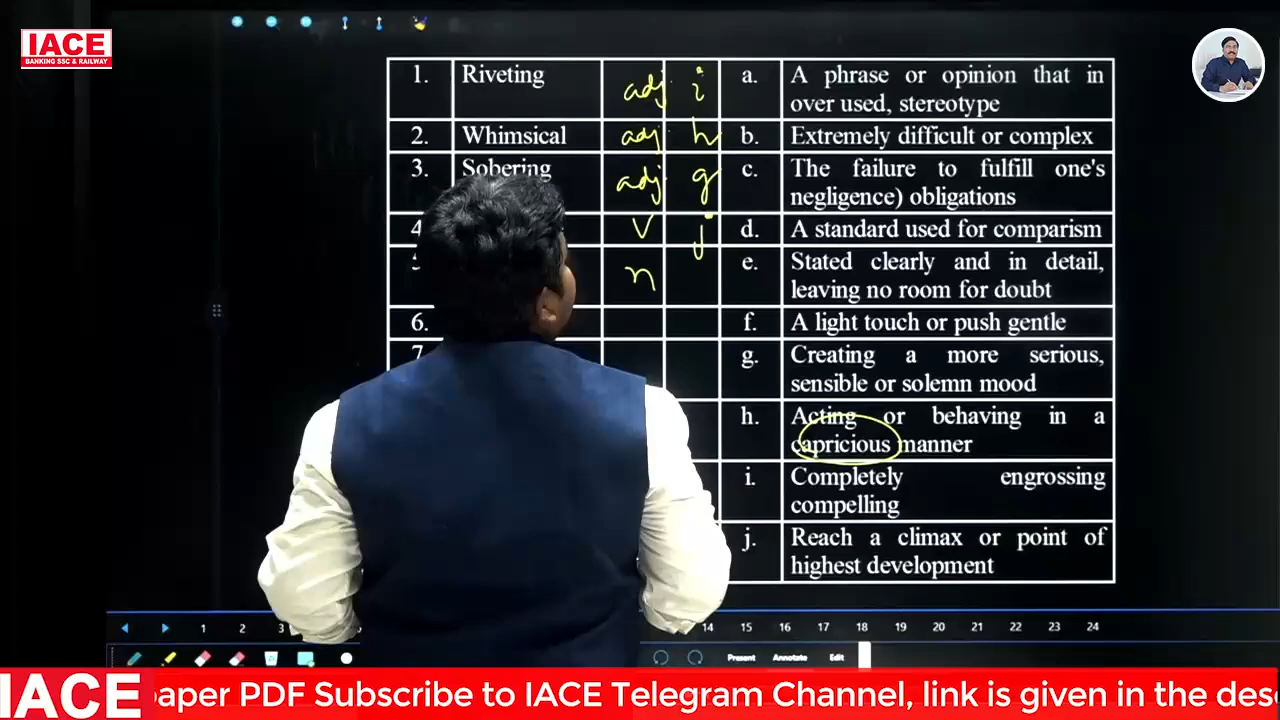 IACE
BANKING SSC & RAILWAY
1. Riveting adj i a. A phrase or opinion that in
over used, stereotype
2. Whimsical adj h b. Extremely difficult or complex
3. Sobering adj g c. The failure to fulfill one's
negligence) obligations
4 V j d. A standard used for comparism
n e. Stated clearly and in detail,
leaving no room for doubt
6. f. A light touch or push gentle
7 g. Creating a more serious,
sensible or solemn mood
h. Acting or behaving in a
capricious manner
i. Completely engrossing
compelling
j. Reach a climax or point of
highest development
1 2 3 14 15 16 17 18 19 20 21 22 23 24
Present Annotate Edit
IACE paper PDF Subscribe to IACE Telegram Channel, link is given in the des